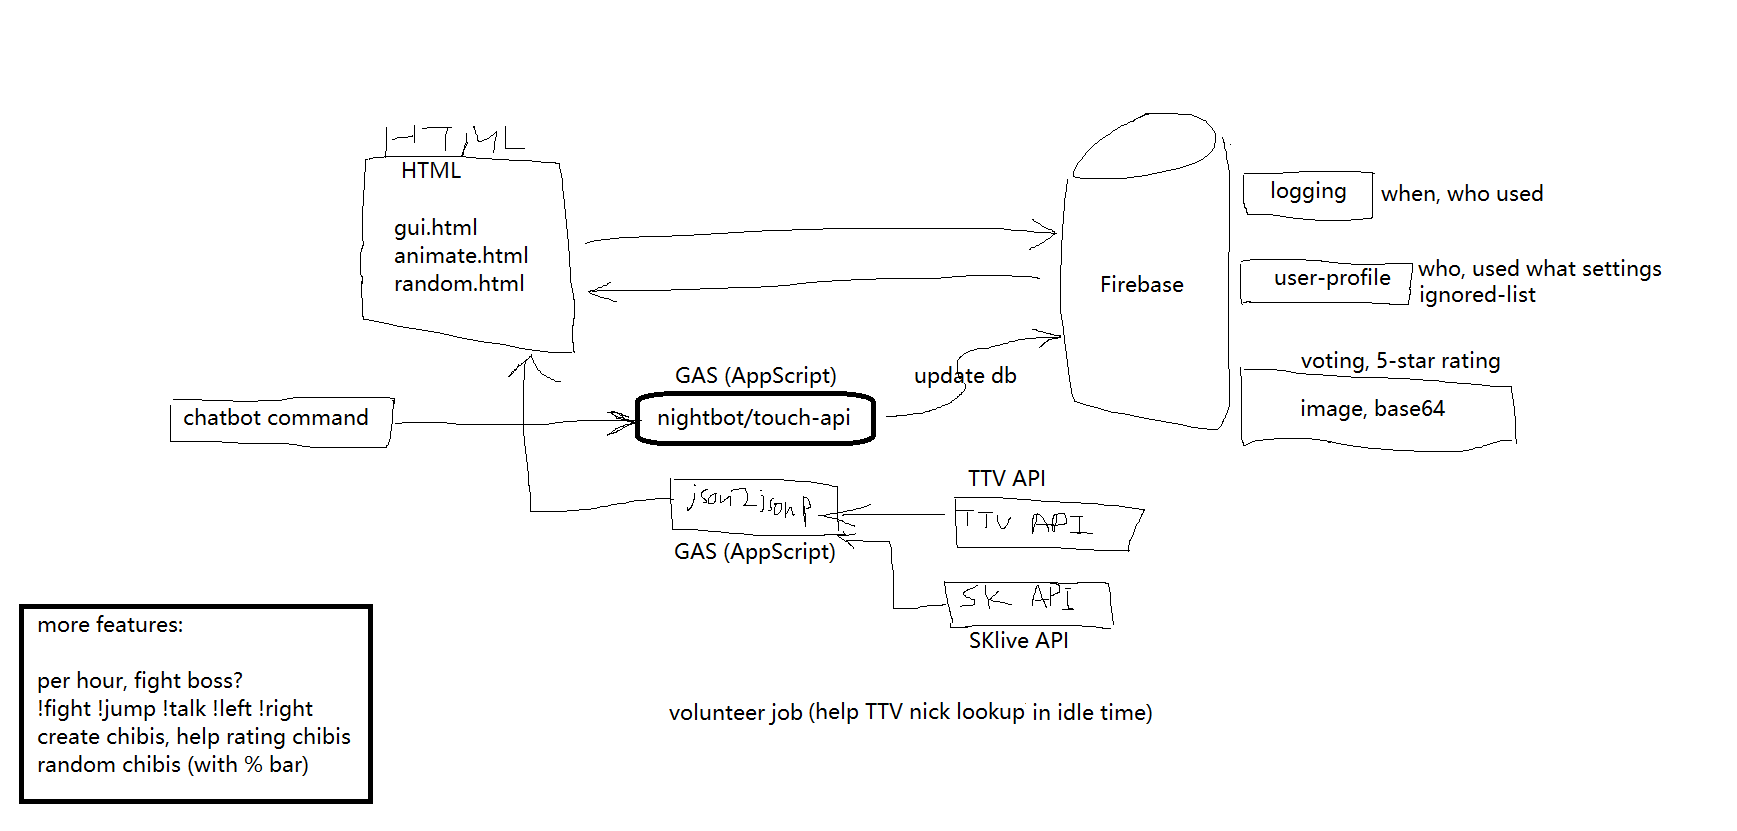 HTML
HTML
gui.html
animate.html
random.html
Firebase
logging
when, who used
user-profile
who, used what settings
ignored-list
voting, 5-star rating
image, base64
GAS (AppScript)
update db
chatbot command
nightbot/touch-api
json2jsonp
GAS (AppScript)
TTV API
TTV API
SK API
SKlive API
more features:
per hour, fight boss?
!fight !jump !talk !left !right
create chibis, help rating chibis
random chibis (with % bar)
volunteer job (help TTV nick lookup in idle time)